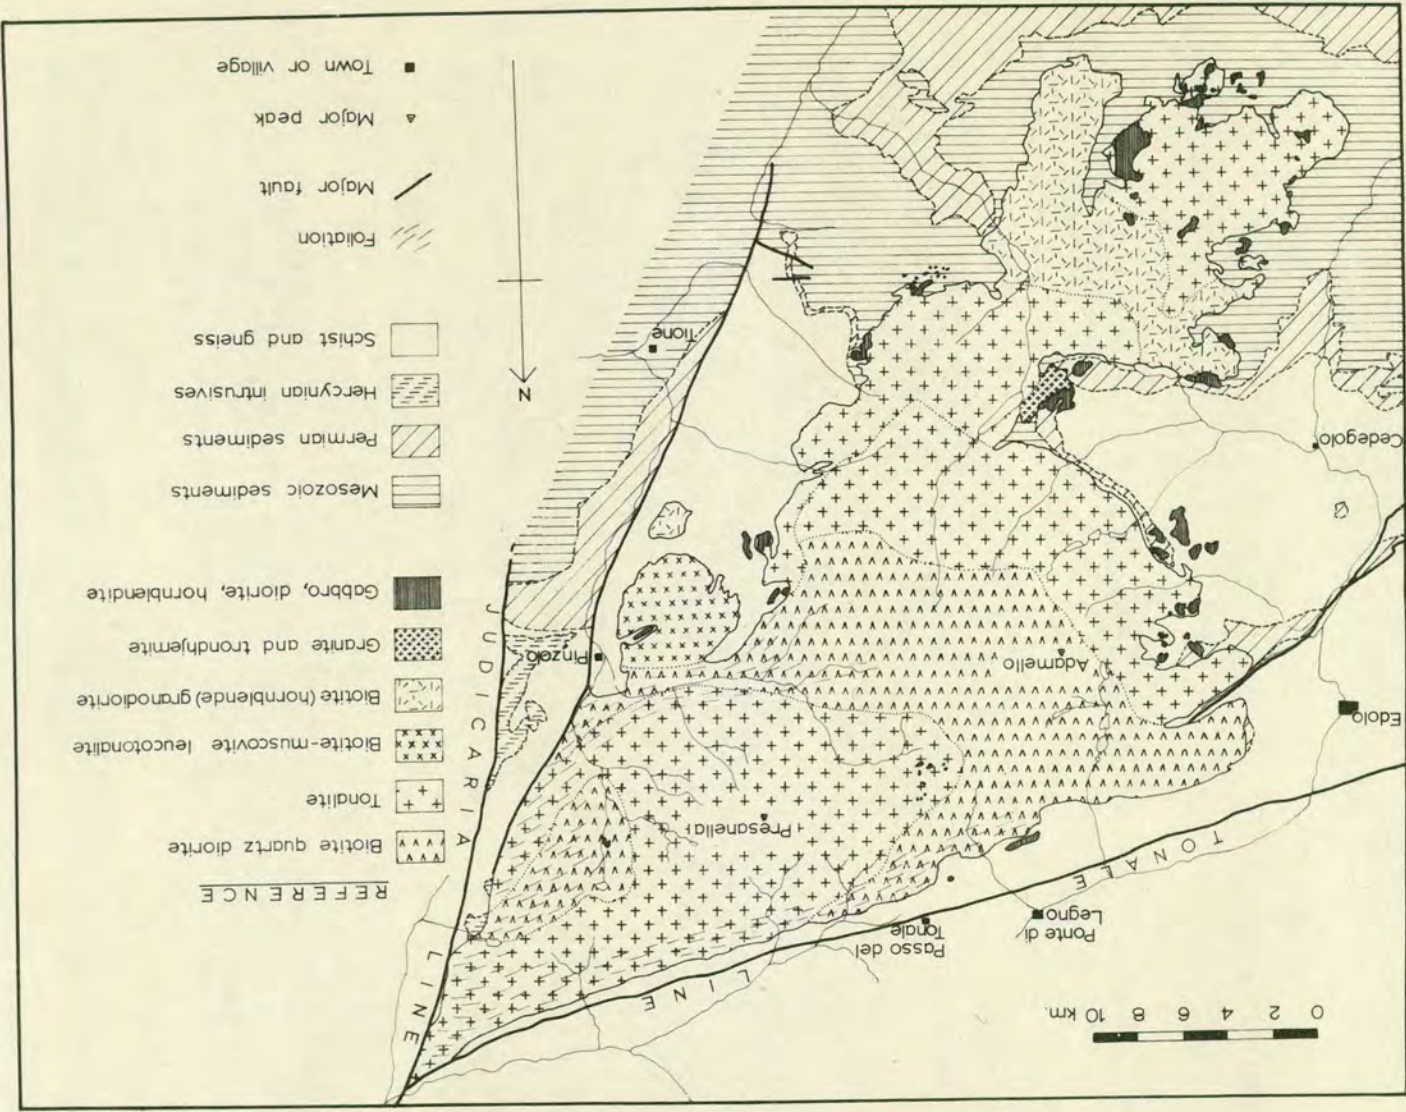 0 2 4 6 8 10 km.
Ponte di
Legno
Passo del
Tonale
TONALE
LINE
JUDICARIA
LINE
Edolo
Presanella
Adamello
Pinzolo
Cedegolo
Tione
REFERENCE
Biotite quartz diorite
Tonalite
Biotite-muscovite leucotonalite
Biotite (hornblende) granodiorite
Granite and trondhjemite
Gabbro, diorite, hornblendite
Mesozoic sediments
Permian sediments
Hercynian intrusives
Schist and gneiss
N
Foliation
Major fault
Major peak
Town or village